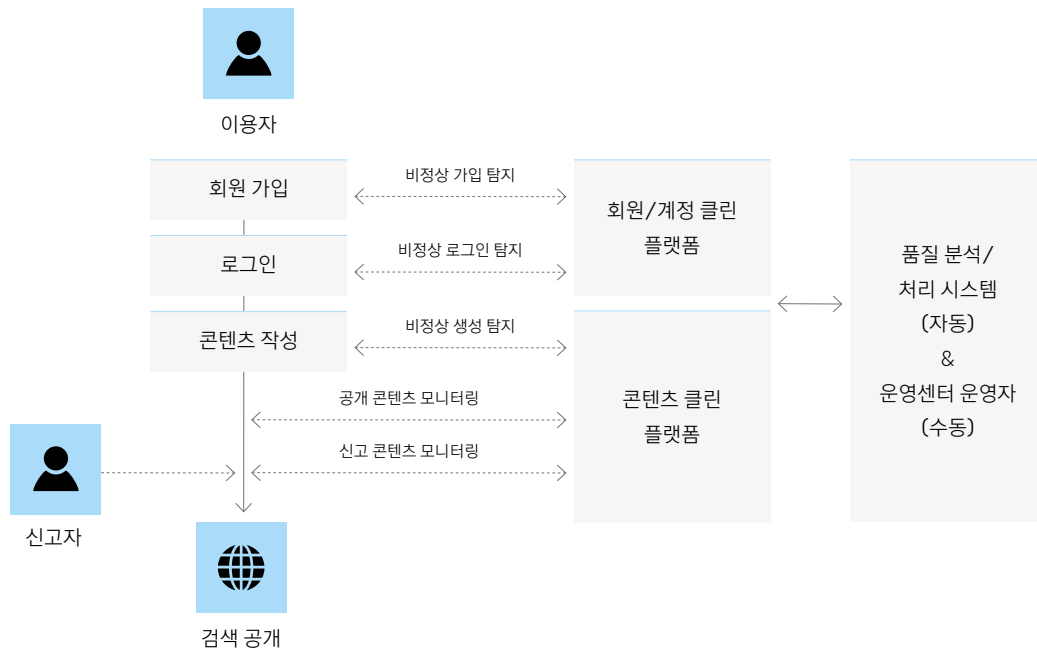 이용자
회원 가입
비정상 가입 탐지
로그인
비정상 로그인 탐지
콘텐츠 작성
비정상 생성 탐지
공개 콘텐츠 모니터링
신고 콘텐츠 모니터링
신고자
검색 공개
회원/계정 클린
플랫폼
콘텐츠 클린
플랫폼
품질 분석/
처리 시스템
(자동)
&
운영센터 운영자
(수동)